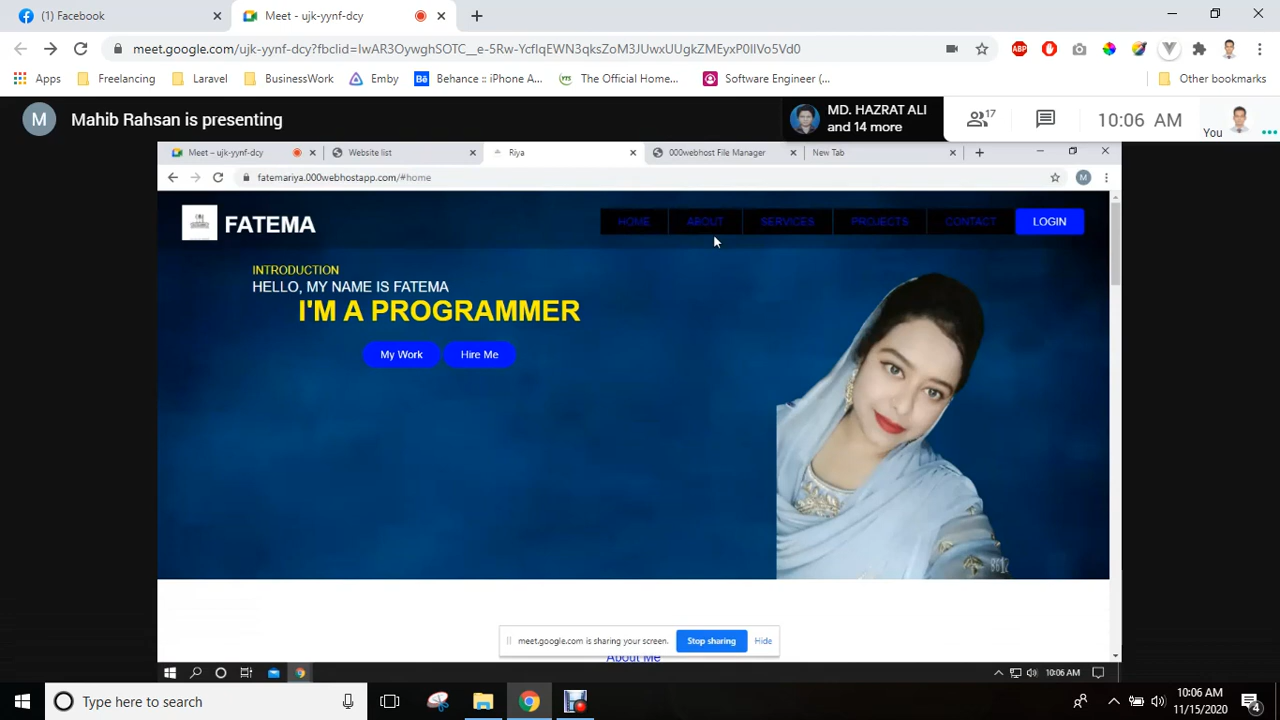 (1) Facebook
Meet - ujk-yynf-dcy
meet.google.com/ujk-yynf-dcy?fbclid=IwAR3OywghSOTC__e-5Rw-YcfIqEWN3qksZoM3JUwxUUgkZMEyxP0IIVo5Vd0
Apps Freelancing Laravel BusinessWork Emby Behance :: iPhone A... The Official Home... Software Engineer (... Other bookmarks
M Mahib Rahsan is presenting
MD. HAZRAT ALI
and 14 more
17
10:06 AM
You
Meet – ujk-yynf-dcy Website list Riya 000webhost File Manager New Tab
fatemariya.000webhostapp.com/#home M
FATEMA
HOME ABOUT SERVICES PROJECTS CONTACT LOGIN
INTRODUCTION
HELLO, MY NAME IS FATEMA
I'M A PROGRAMMER
My Work Hire Me
meet.google.com is sharing your screen. Stop sharing Hide
About Me
10:06 AM
Type here to search
10:06 AM
11/15/2020
4